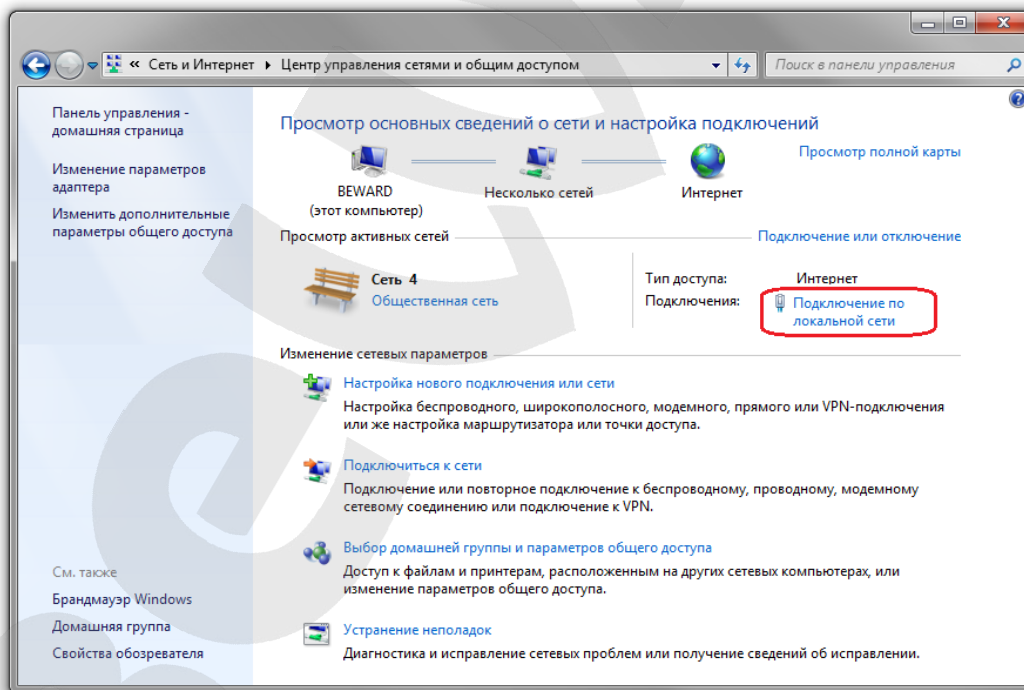 « Сеть и Интернет ▸ Центр управления сетями и общим доступом
Поиск в панели управления
Панель управления -
домашняя страница
Изменение параметров
адаптера
Изменить дополнительные
параметры общего доступа
См. также
Брандмауэр Windows
Домашняя группа
Свойства обозревателя
Просмотр основных сведений о сети и настройка подключений
Просмотр полной карты
BEWARD
(этот компьютер)
Несколько сетей
Интернет
Просмотр активных сетей
Подключение или отключение
Сеть 4
Общественная сеть
Тип доступа: Интернет
Подключения: Подключение по
локальной сети
Изменение сетевых параметров
Настройка нового подключения или сети
Настройка беспроводного, широкополосного, модемного, прямого или VPN-подключения
или же настройка маршрутизатора или точки доступа.
Подключиться к сети
Подключение или повторное подключение к беспроводному, проводному, модемному
сетевому соединению или подключение к VPN.
Выбор домашней группы и параметров общего доступа
Доступ к файлам и принтерам, расположенным на других сетевых компьютерах, или
изменение параметров общего доступа.
Устранение неполадок
Диагностика и исправление сетевых проблем или получение сведений об исправлении.